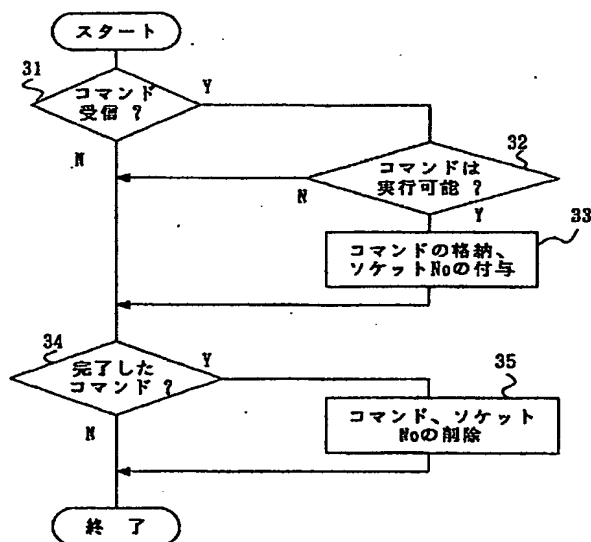 スタート
31
コマンド
受信 ?
Y
N
32
コマンドは
実行可能 ?
N
Y
33
コマンドの格納、
ソケットNoの付与
34
完了した
コマンド ?
Y
N
35
コマンド、ソケット
Noの削除
終 了